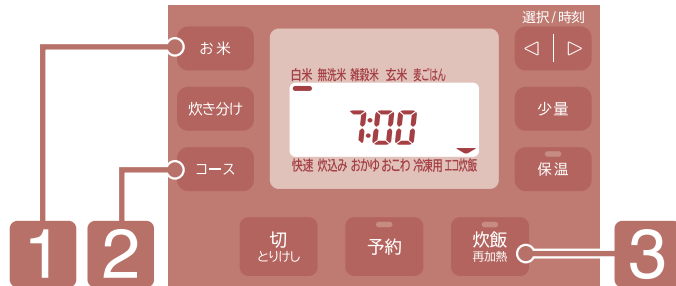 選択/時刻
お米
白米 無洗米 雑穀米 玄米 麦ごはん
炊き分け
7:00
少量
コース
快速 炊込み おかゆ おこわ 冷凍用 エコ炊飯
保温
1
2
切
とりけし
予約
炊飯
再加熱
3